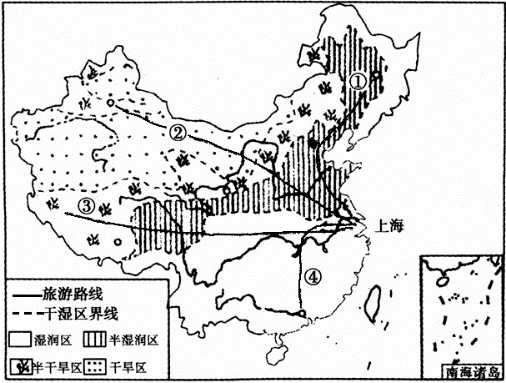 ①
②
③
上海
④
旅游路线
干湿区界线
湿润区 半湿润区
半干旱区 干旱区
南海诸岛